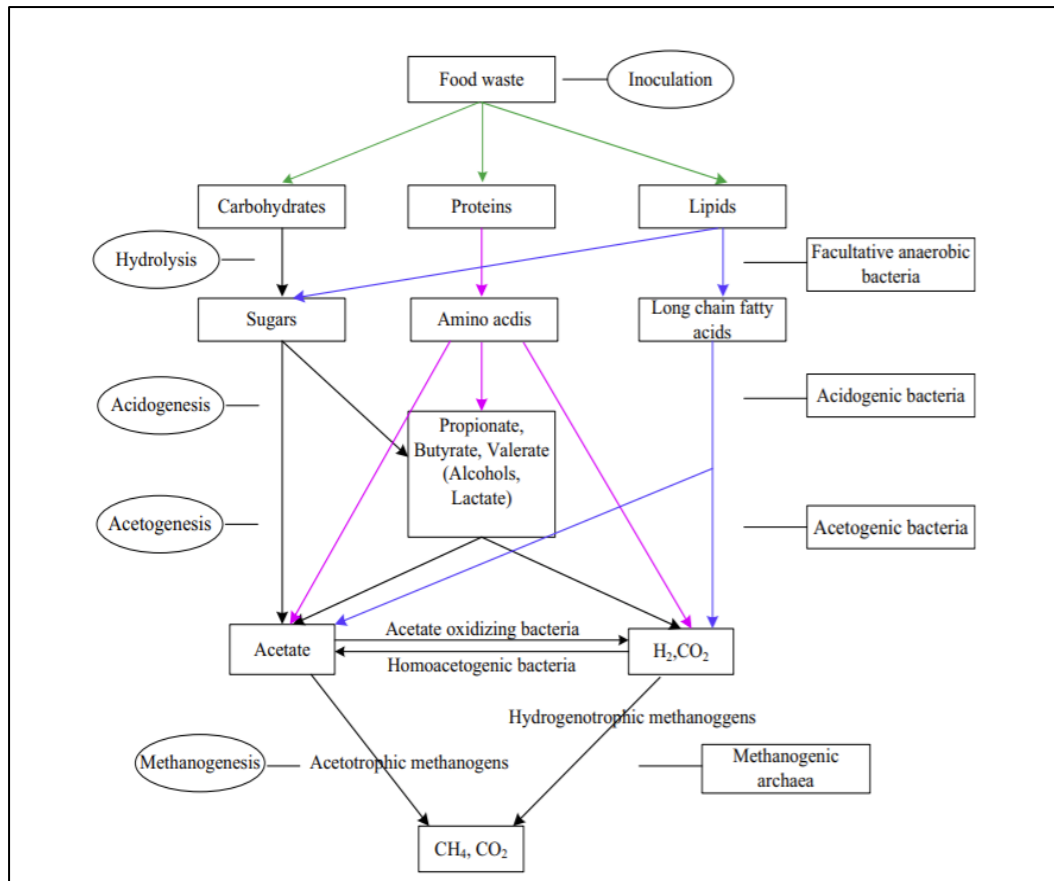 Food waste
Inoculation
Carbohydrates
Proteins
Lipids
Hydrolysis
Facultative anaerobic
bacteria
Sugars
Amino acdis
Long chain fatty
acids
Acidogenesis
Acidogenic bacteria
Propionate,
Butyrate, Valerate
(Alcohols,
Lactate)
Acetogenesis
Acetogenic bacteria
Acetate
Acetate oxidizing bacteria
Homoacetogenic bacteria
H₂,CO₂
Hydrogenotrophic methanoggens
Methanogenesis
Acetotrophic methanogens
Methanogenic
archaea
CH₄, CO₂